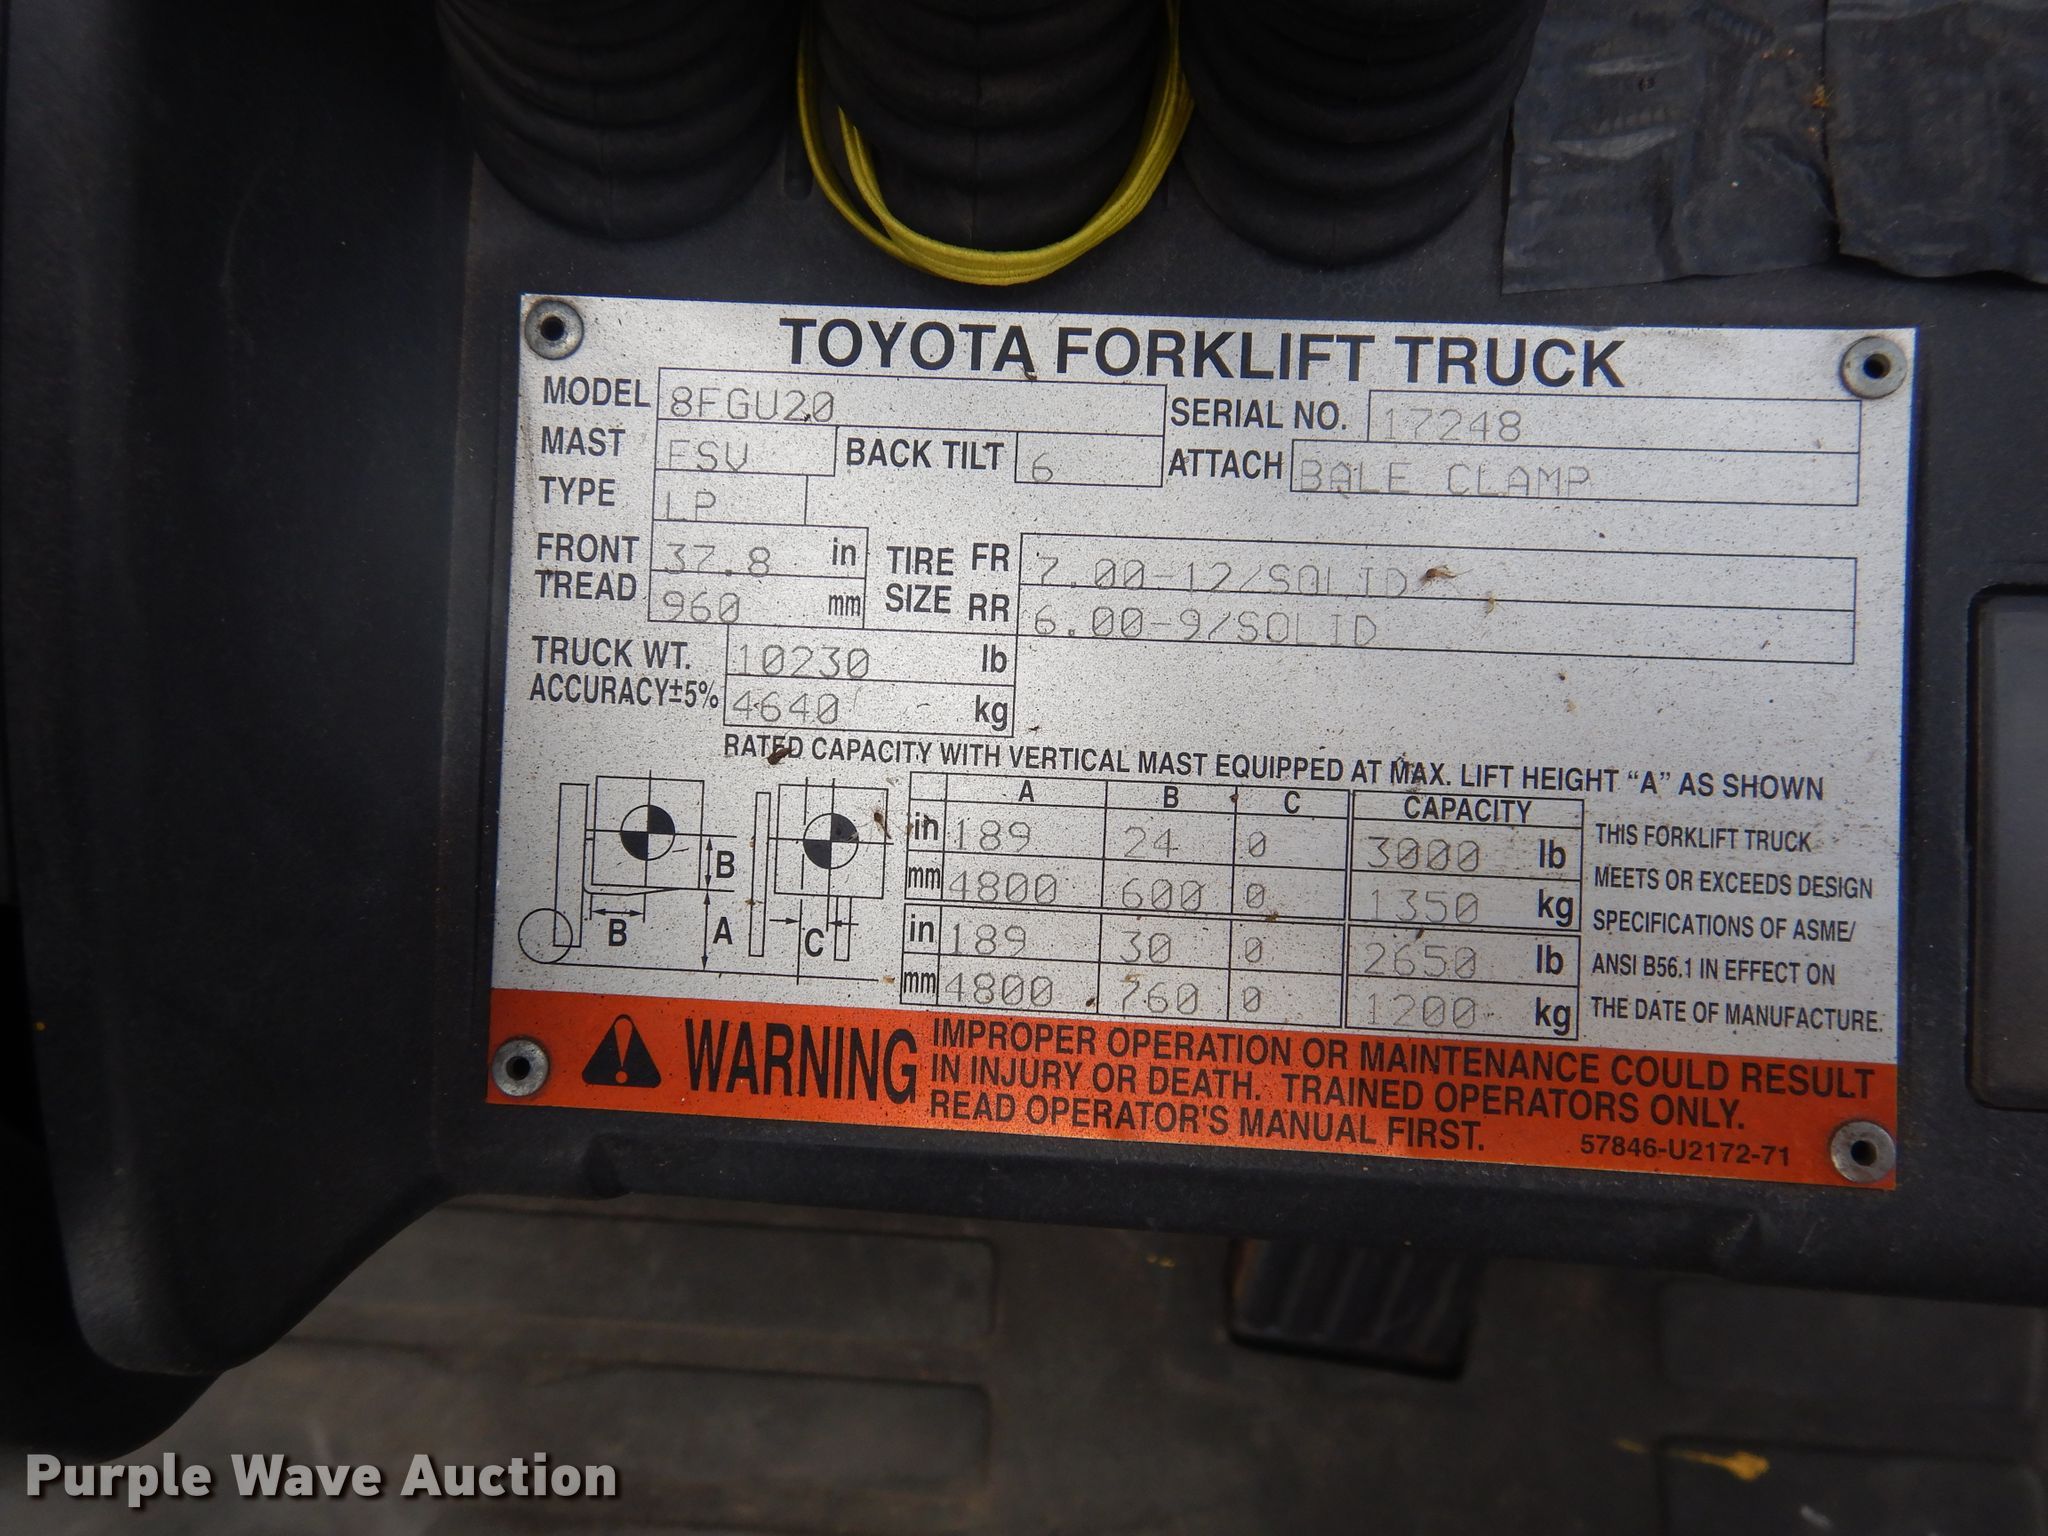 TOYOTA FORKLIFT TRUCK
MODEL 8FGU20 SERIAL NO. 17248
MAST FSV BACK TILT 6 ATTACH BALE CLAMP
TYPE LP
FRONT TREAD 37.8 in TIRE SIZE FR 7.00-12/SOLID
960 mm RR 6.00-9/SOLID
TRUCK WT. 10230 lb
ACCURACY±5% 4640 kg
RATED CAPACITY WITH VERTICAL MAST EQUIPPED AT MAX. LIFT HEIGHT “A” AS SHOWN
A B C CAPACITY
in 189 24 0 3000 lb
mm 4800 600 0 1350 kg
in 189 30 0 2650 lb
mm 4800 760 0 1200 kg
B
B A C
THIS FORKLIFT TRUCK
MEETS OR EXCEEDS DESIGN
SPECIFICATIONS OF ASME/
ANSI B56.1 IN EFFECT ON
THE DATE OF MANUFACTURE.
WARNING
IMPROPER OPERATION OR MAINTENANCE COULD RESULT
IN INJURY OR DEATH. TRAINED OPERATORS ONLY.
READ OPERATOR'S MANUAL FIRST.
57846-U2172-71
Purple Wave Auction